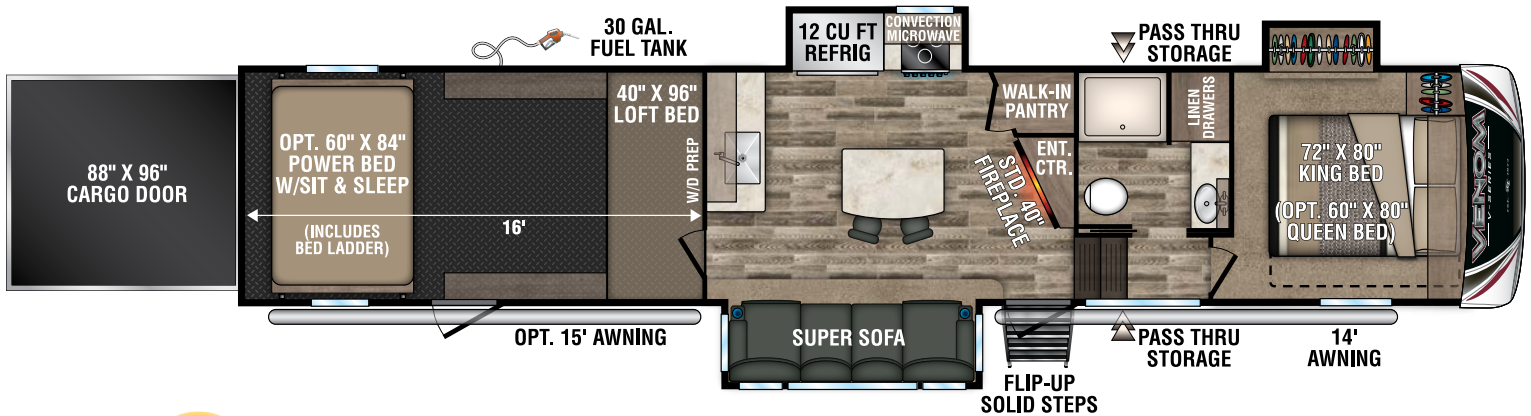 30 GAL.
FUEL TANK
12 CU FT
REFRIG
CONVECTION
MICROWAVE
PASS THRU
STORAGE
88" X 96"
CARGO DOOR
OPT. 60" X 84"
POWER BED
W/SIT & SLEEP
(INCLUDES
BED LADDER)
16'
40" X 96"
LOFT BED
W/D PREP
WALK-IN
PANTRY
ENT.
CTR.
STD. 40"
FIREPLACE
LINEN
DRAWERS
72" X 80"
KING BED
(OPT. 60" X 80"
QUEEN BED)
VENOM
V-SERIES
OPT. 15' AWNING
SUPER SOFA
FLIP-UP
SOLID STEPS
PASS THRU
STORAGE
14'
AWNING